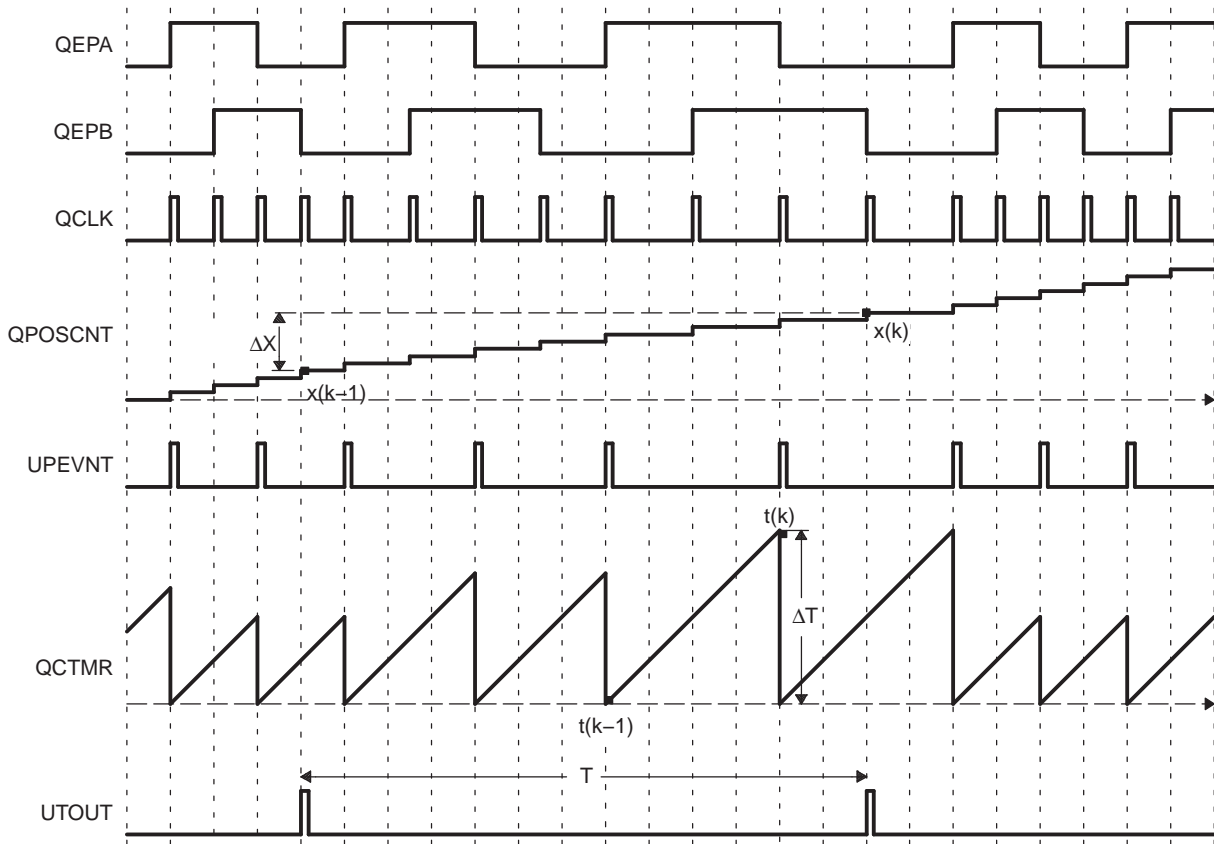 QEPA
QEPB
QCLK
QPOSCNT
ΔX
x(k)
x(k−1)
UPEVNT
t(k)
ΔT
QCTMR
t(k−1)
T
UTOUT